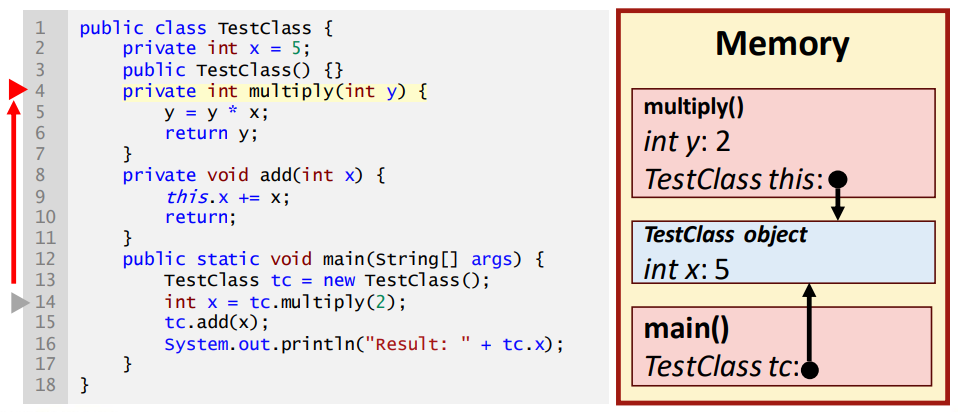 1 public class TestClass {
2 private int x = 5;
3 public TestClass() {}
4 private int multiply(int y) {
5 y = y * x;
6 return y;
7 }
8 private void add(int x) {
9 this.x += x;
10 return;
11 }
12 public static void main(String[] args) {
13 TestClass tc = new TestClass();
14 int x = tc.multiply(2);
15 tc.add(x);
16 System.out.println("Result: " + tc.x);
17 }
18 }
Memory
multiply()
int y: 2
TestClass this:
TestClass object
int x: 5
main()
TestClass tc: